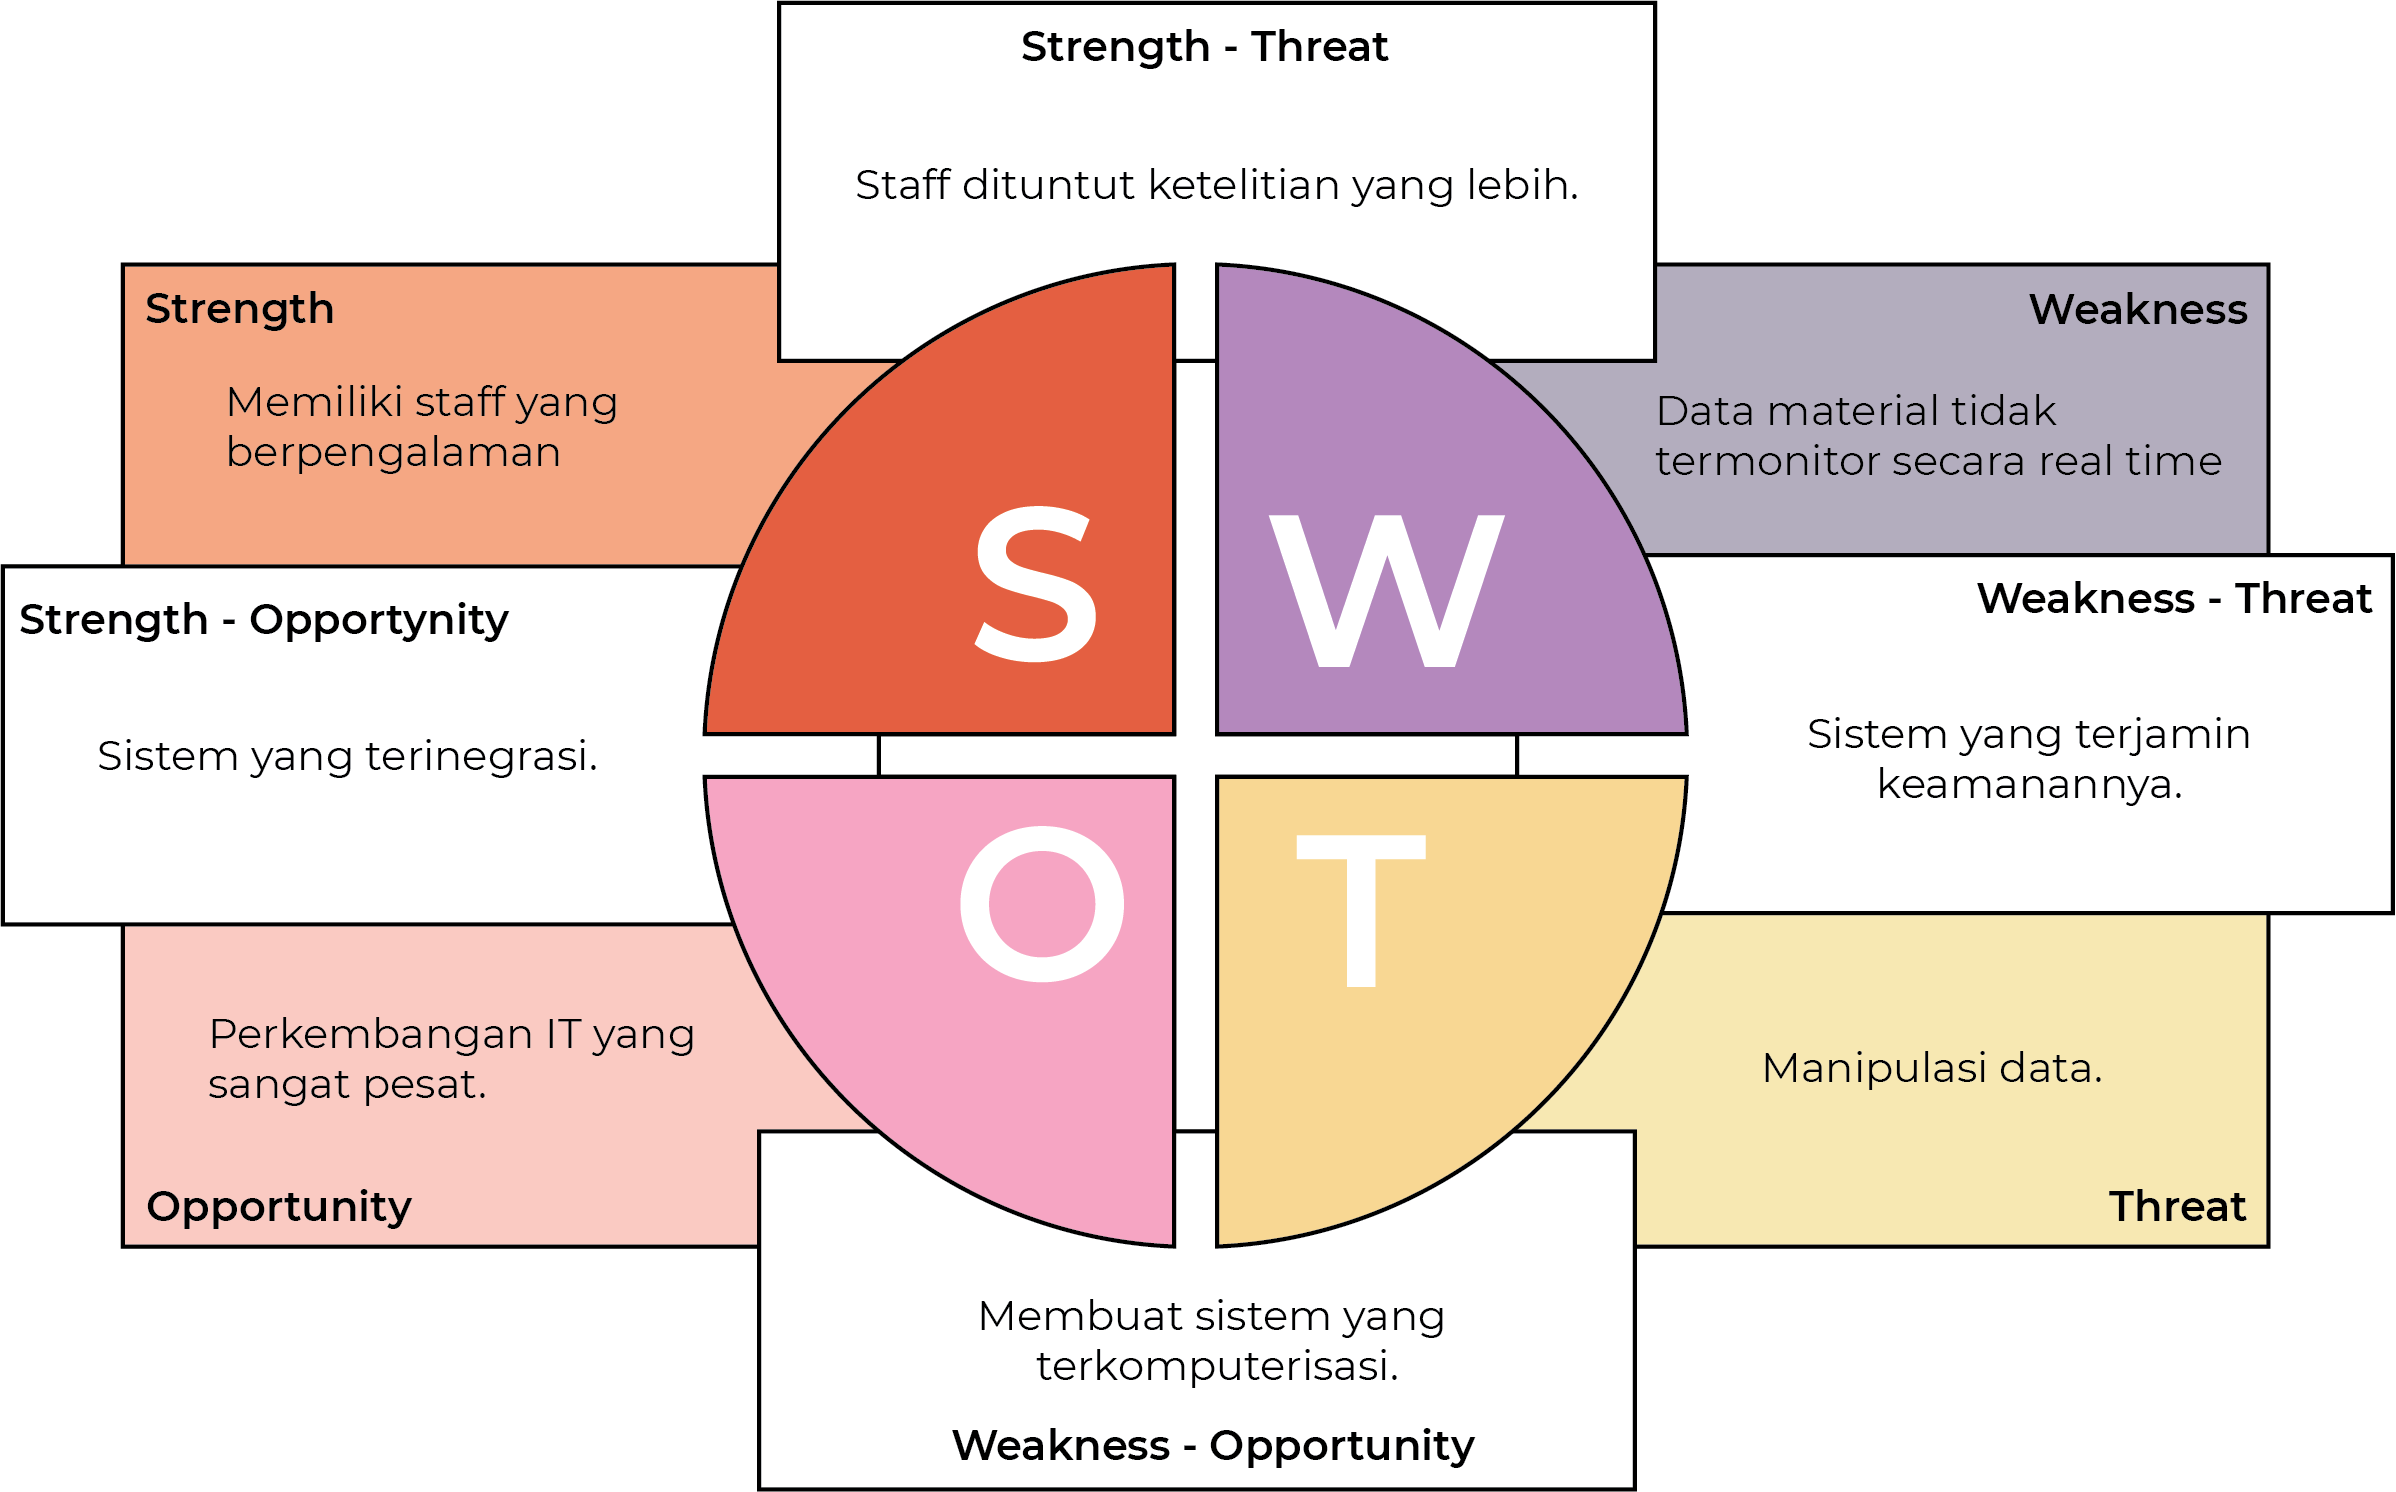 Strength - Threat
Staff dituntut ketelitian yang lebih.
Strength
Memiliki staff yang
berpengalaman
Weakness
Data material tidak
termonitor secara real time
S
W
Strength - Opportynity
Sistem yang terinegrasi.
Weakness - Threat
Sistem yang terjamin
keamanannya.
O
T
Perkembangan IT yang
sangat pesat.
Opportunity
Manipulasi data.
Threat
Membuat sistem yang
terkomputerisasi.
Weakness - Opportunity